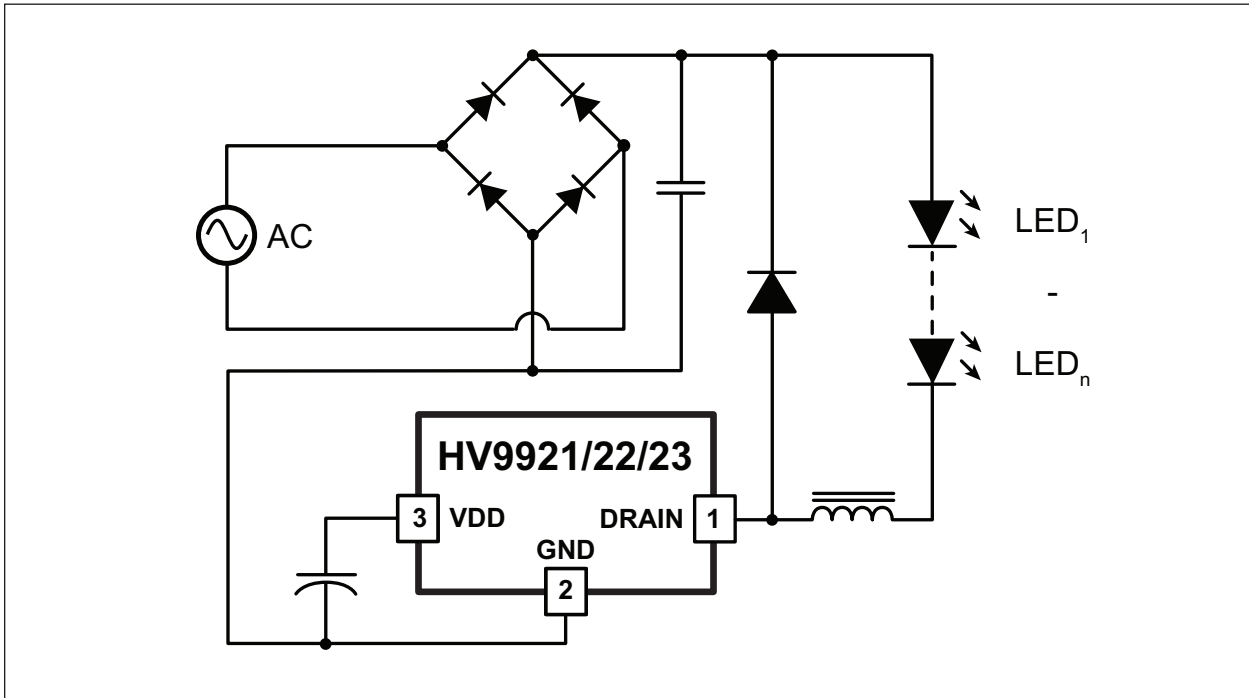 AC
LED₁
-
LEDₙ
HV9921/22/23
3 VDD
DRAIN 1
GND
2